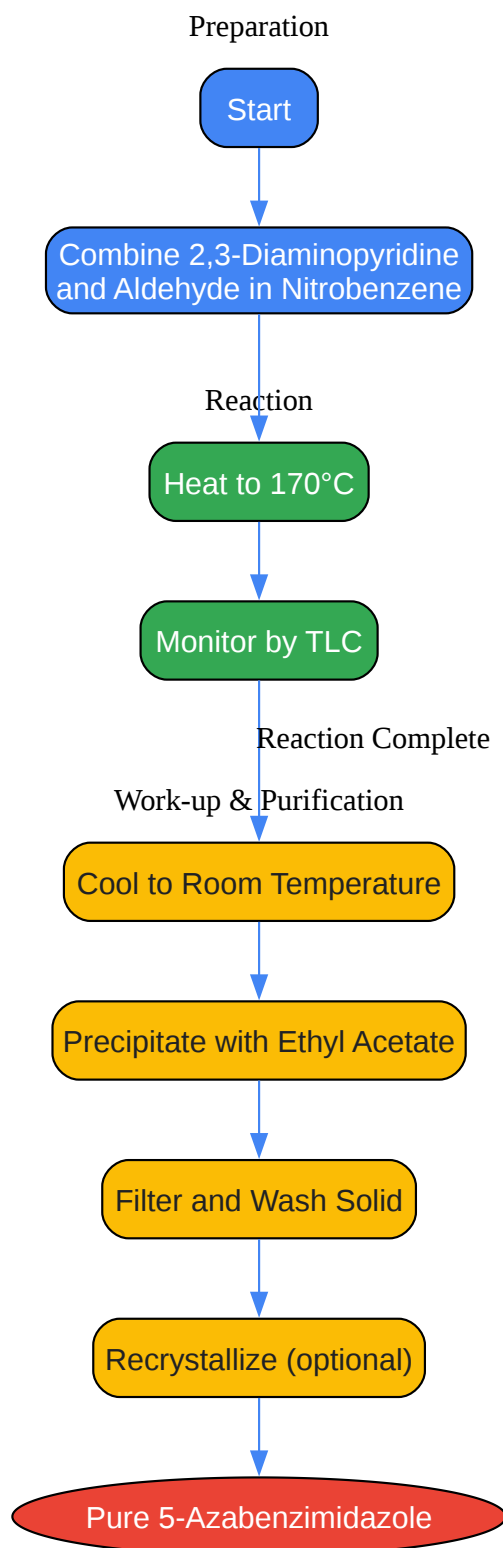 Preparation
Start
Combine 2,3-Diaminopyridine
and Aldehyde in Nitrobenzene
Reaction
Heat to 170°C
Monitor by TLC
Reaction Complete
Work-up & Purification
Cool to Room Temperature
Precipitate with Ethyl Acetate
Filter and Wash Solid
Recrystallize (optional)
Pure 5-Azabenzimidazole